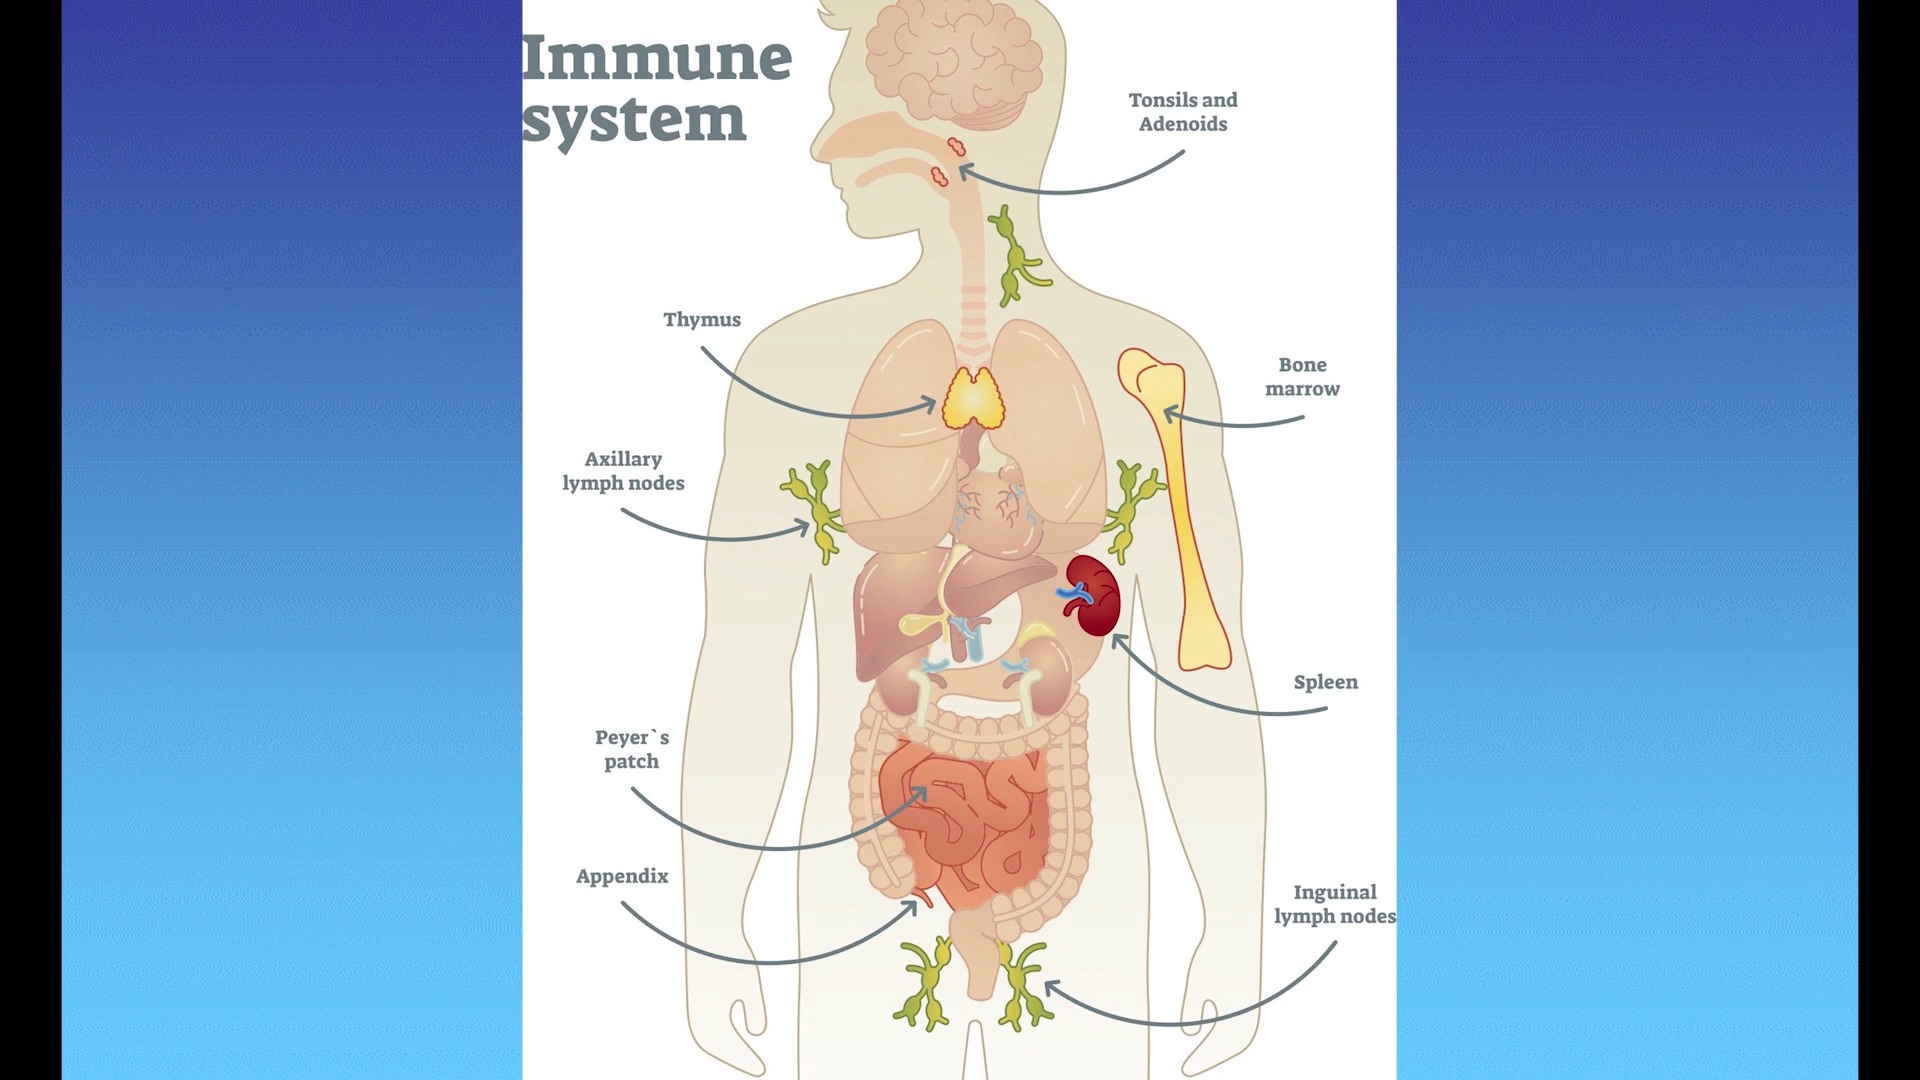 Immune
system
Tonsils and
Adenoids
Thymus
Bone
marrow
Axillary
lymph nodes
Spleen
Peyer`s
patch
Appendix
Inguinal
lymph nodes